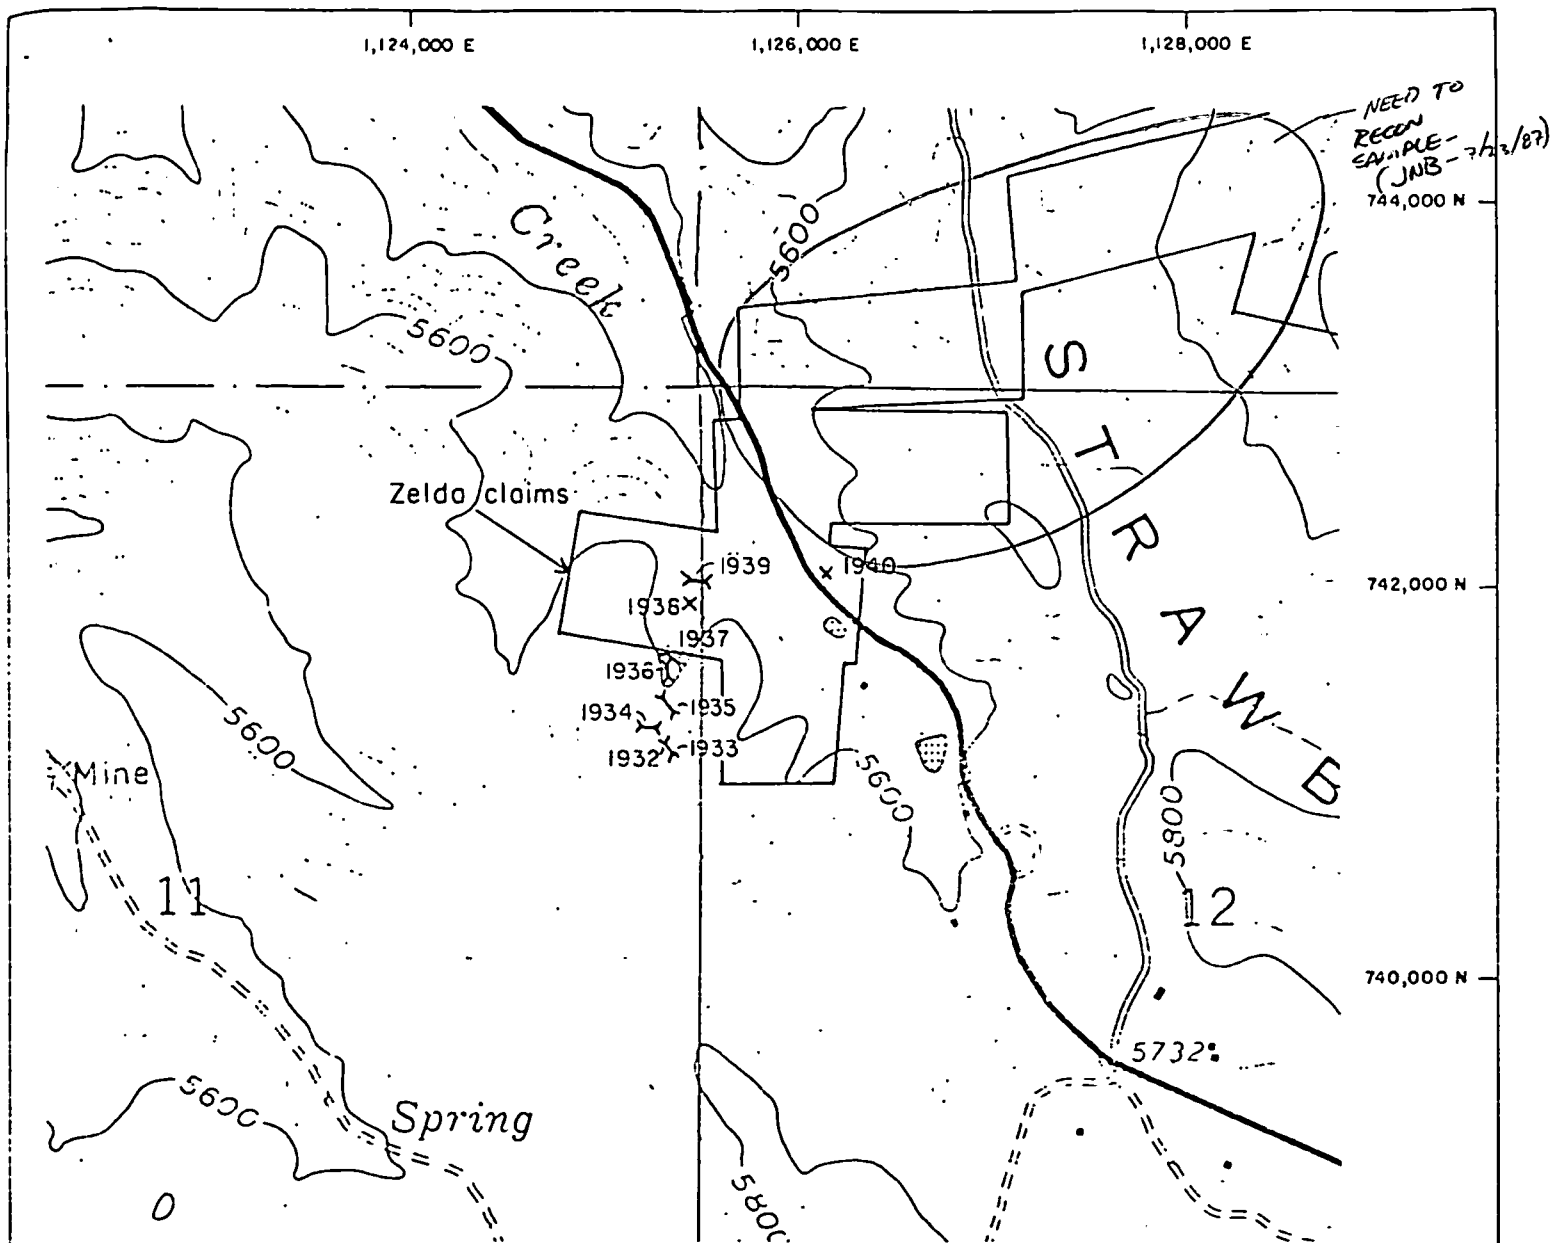 1,124,000 E
1,126,000 E
1,128,000 E
NEED TO
RECON
SAMPLE-
(JNB - 7/23/87)
744,000 N
Creek
5600
5600
S
T
R
A
W
B
Zelda claims
1939
1940
1938
742,000 N
1937
1936
1935
1934
1933
1932
5600
Mine
5600
5800
11
12
740,000 N
5732
5600
Spring
5800
O